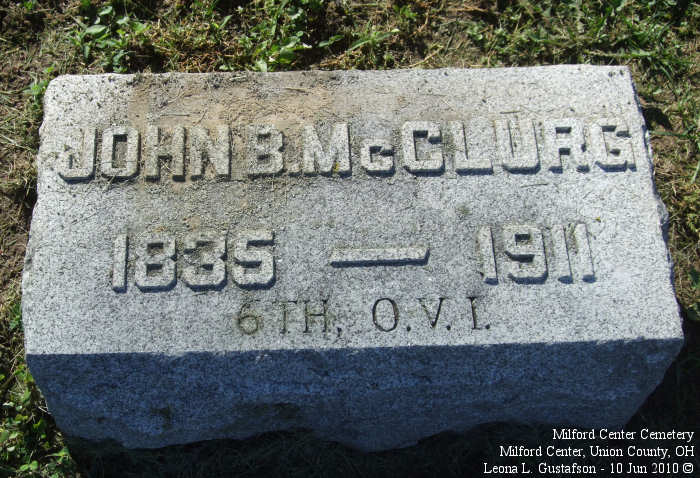 JOHN B. McCLURG
1835 — 1911
6TH. O.V.I.
Milford Center Cemetery
Milford Center, Union County, OH
Leona L. Gustafson - 10 Jun 2010 ©